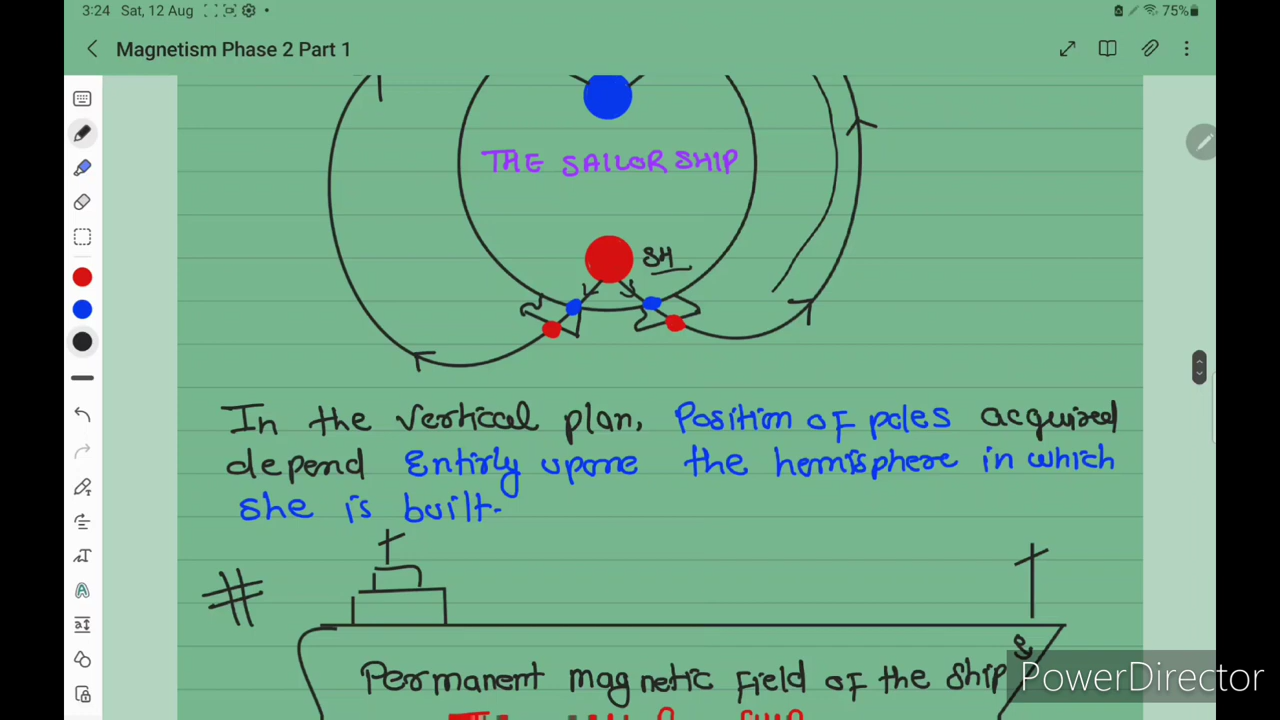 3:24 Sat, 12 Aug
75%
Magnetism Phase 2 Part 1
THE SAILOR SHIP
SH
In the vertical plan, Position of poles acquired
depend Entirly upone the hemisphere in which
she is built.
#
Permanent magnetic field of the ship
PowerDirector